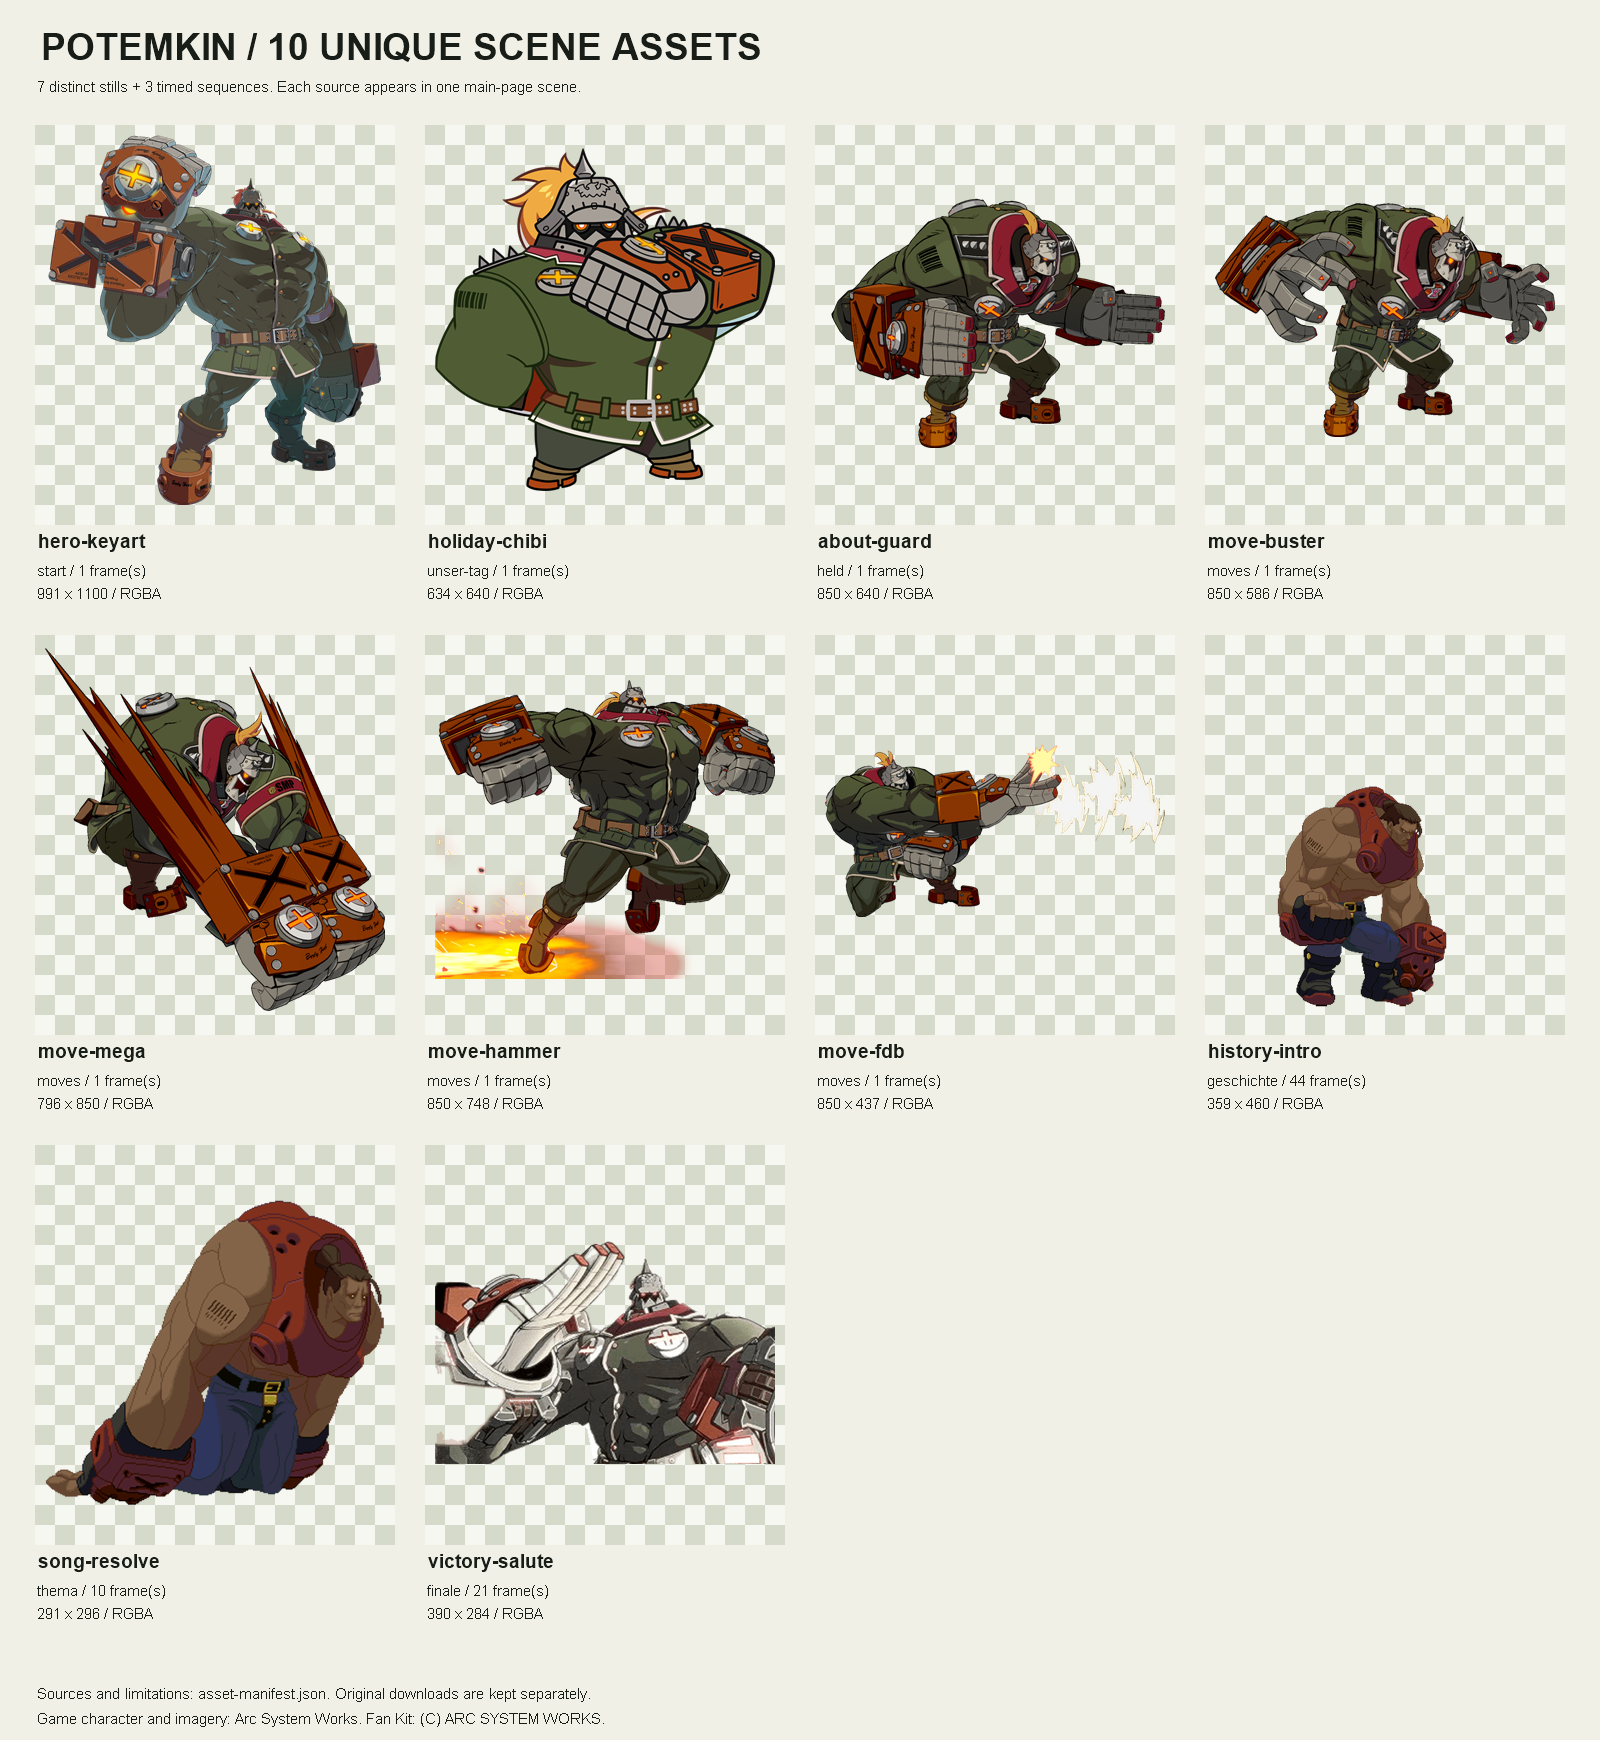 POTEMKIN / 10 UNIQUE SCENE ASSETS
7 distinct stills + 3 timed sequences. Each source appears in one main-page scene.
hero-keyart
start / 1 frame(s)
991 x 1100 / RGBA
holiday-chibi
unser-tag / 1 frame(s)
634 x 640 / RGBA
about-guard
held / 1 frame(s)
850 x 640 / RGBA
move-buster
moves / 1 frame(s)
850 x 586 / RGBA
move-mega
moves / 1 frame(s)
796 x 850 / RGBA
move-hammer
moves / 1 frame(s)
850 x 748 / RGBA
move-fdb
moves / 1 frame(s)
850 x 437 / RGBA
history-intro
geschichte / 44 frame(s)
359 x 460 / RGBA
song-resolve
thema / 10 frame(s)
291 x 296 / RGBA
victory-salute
finale / 21 frame(s)
390 x 284 / RGBA
Sources and limitations: asset-manifest.json. Original downloads are kept separately.
Game character and imagery: Arc System Works. Fan Kit: (C) ARC SYSTEM WORKS.